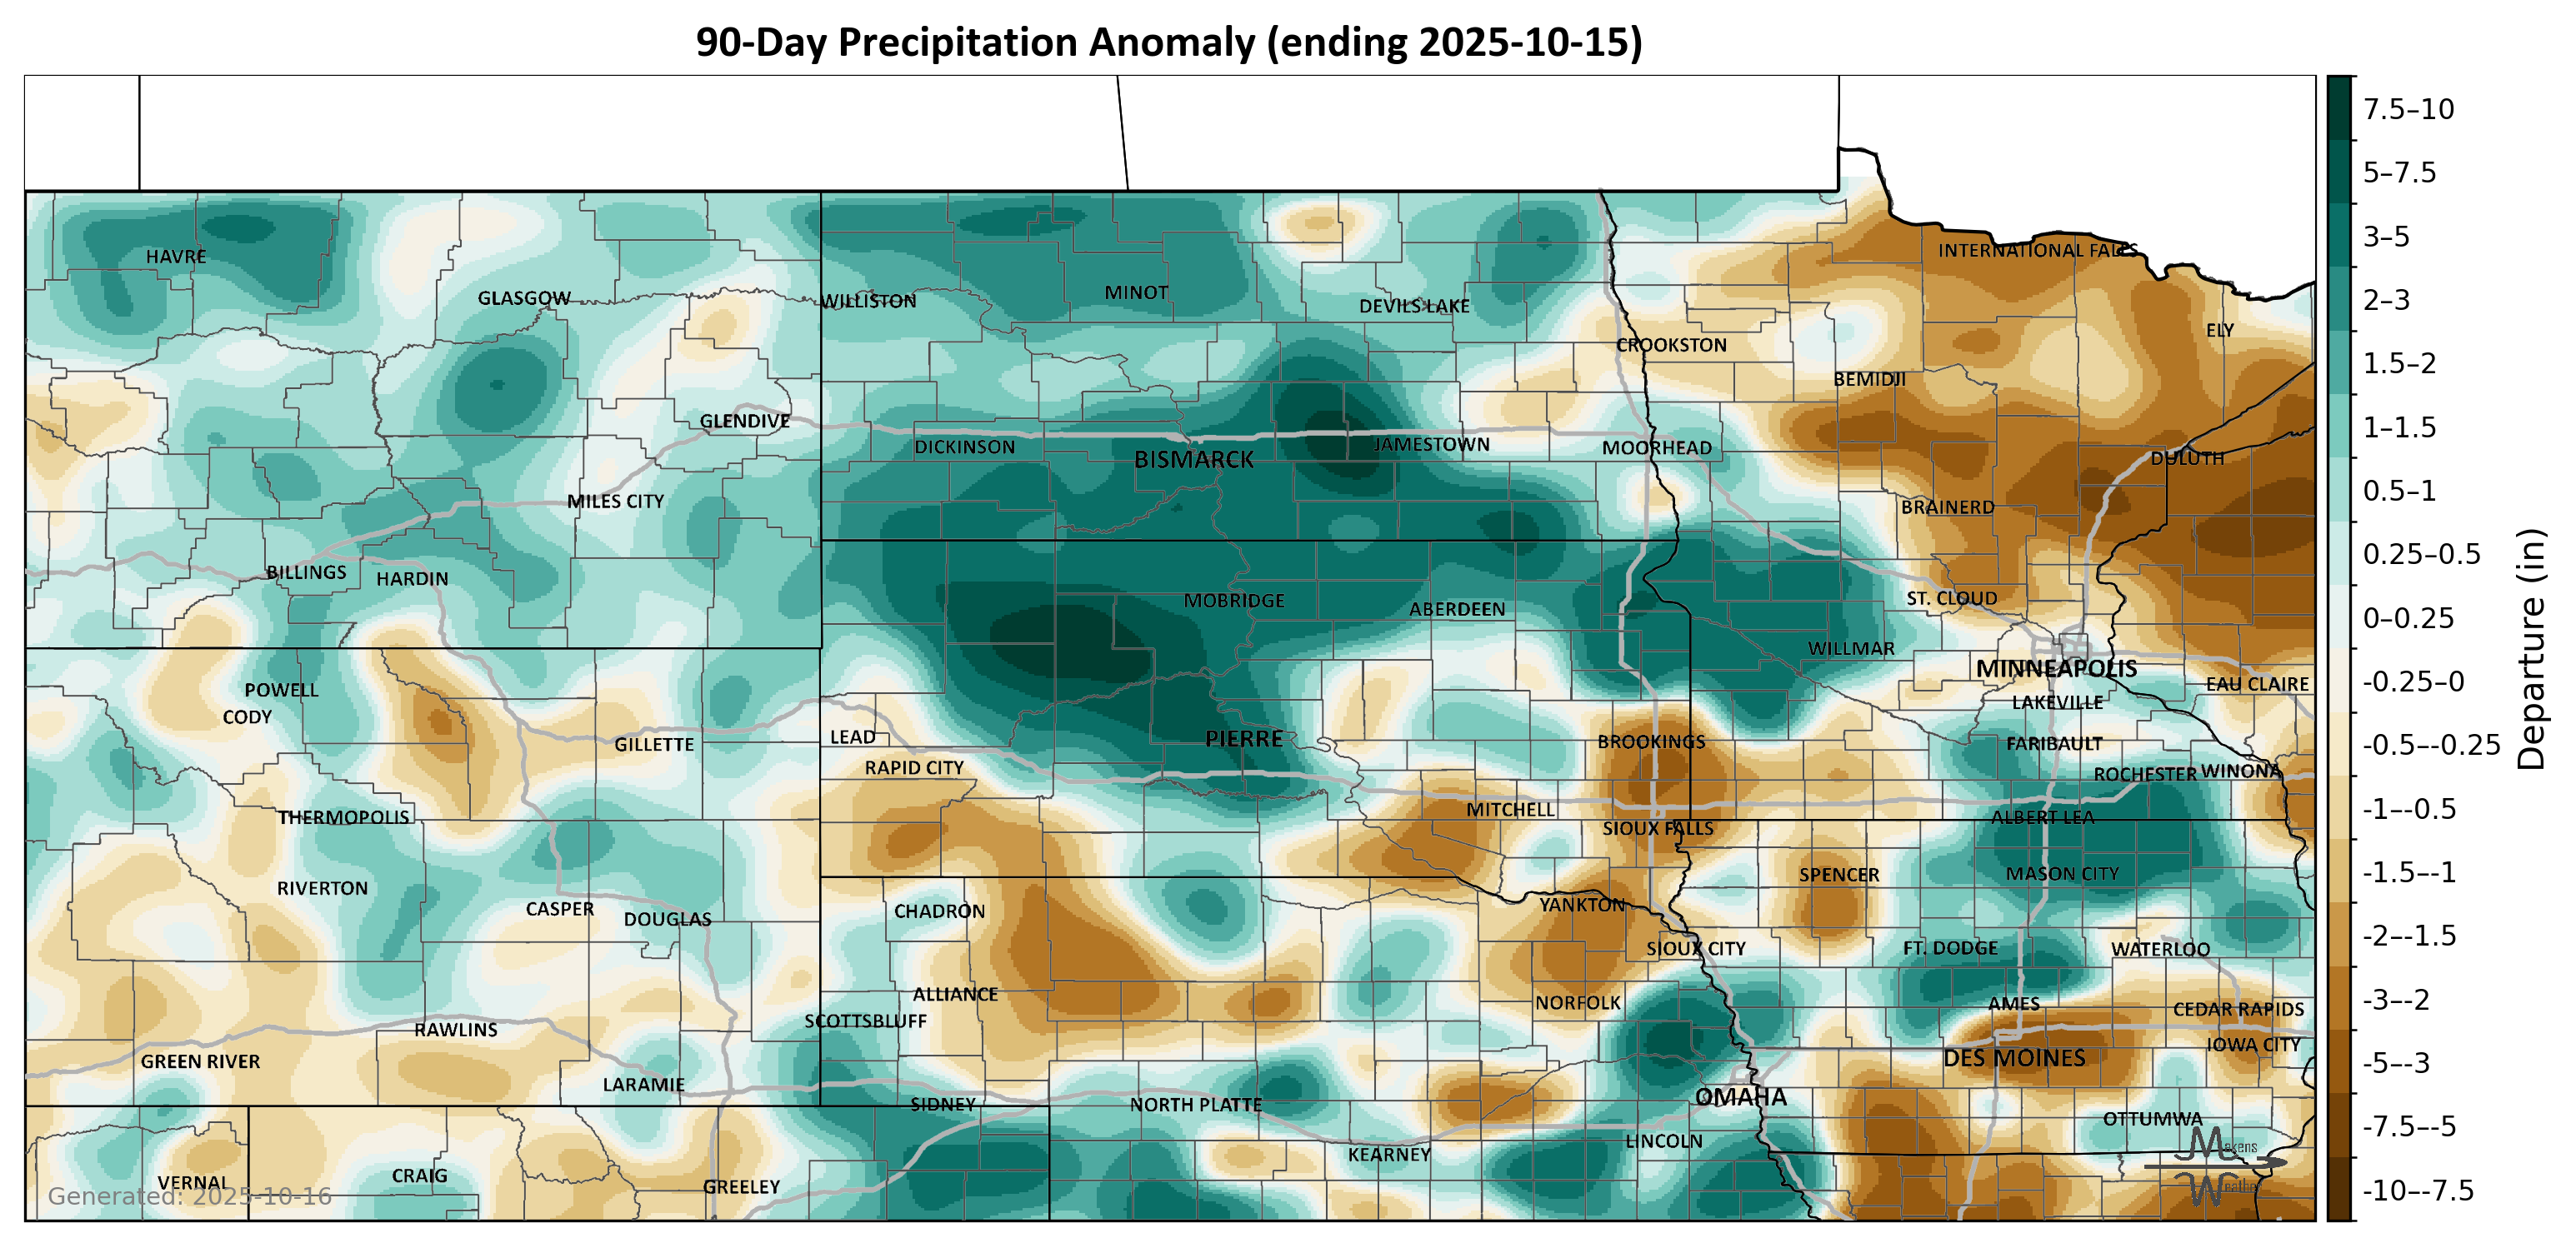 90-Day Precipitation Anomaly (ending 2025-10-15)
7.5–10
5–7.5
3–5
2–3
1.5–2
1–1.5
0.5–1
0.25–0.5
0–0.25
-0.25–0
-0.5–-0.25
-1–-0.5
-1.5–-1
-2–-1.5
-3–-2
-5–-3
-7.5–-5
-10–-7.5
Departure (in)
HAVRE
INTERNATIONAL FALLS
GLASGOW
WILLISTON
MINOT
DEVILS LAKE
ELY
CROOKSTON
BEMIDJI
GLENDIVE
DICKINSON
BISMARCK
JAMESTOWN
MOORHEAD
DULUTH
MILES CITY
BRAINERD
BILLINGS
HARDIN
MOBRIDGE
ABERDEEN
ST. CLOUD
WILLMAR
MINNEAPOLIS
POWELL
EAU CLAIRE
CODY
LAKEVILLE
GILLETTE
LEAD
PIERRE
BROOKINGS
FARIBAULT
RAPID CITY
ROCHESTER
WINONA
THERMOPOLIS
MITCHELL
ALBERT LEA
SIOUX FALLS
RIVERTON
SPENCER
MASON CITY
CASPER
DOUGLAS
CHADRON
YANKTON
SIOUX CITY
FT. DODGE
WATERLOO
ALLIANCE
NORFOLK
AMES
CEDAR RAPIDS
SCOTTSBLUFF
RAWLINS
IOWA CITY
GREEN RIVER
DES MOINES
LARAMIE
SIDNEY
NORTH PLATTE
OMAHA
OTTUMWA
LINCOLN
KEARNEY
Makens
Weather
VERNAL
CRAIG
GREELEY
Generated: 2025-10-16